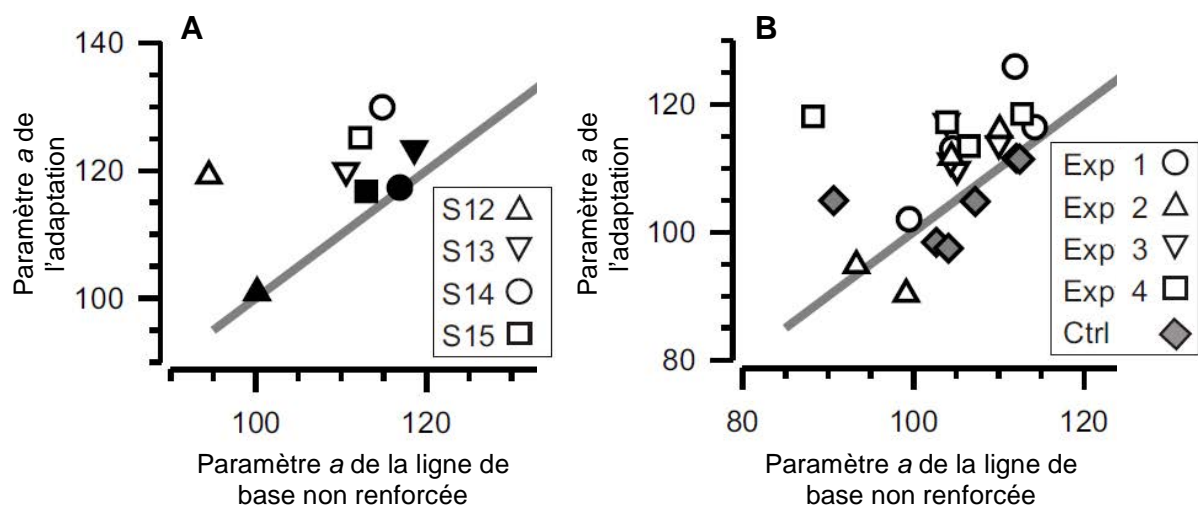 A
140
120
100
100
120
Paramètre a de
l’adaptation
S12
S13
S14
S15
Paramètre a de la ligne de
base non renforcée
B
120
100
80
80
100
120
Paramètre a de
l’adaptation
Exp 1
Exp 2
Exp 3
Exp 4
Ctrl
Paramètre a de la ligne de
base non renforcée